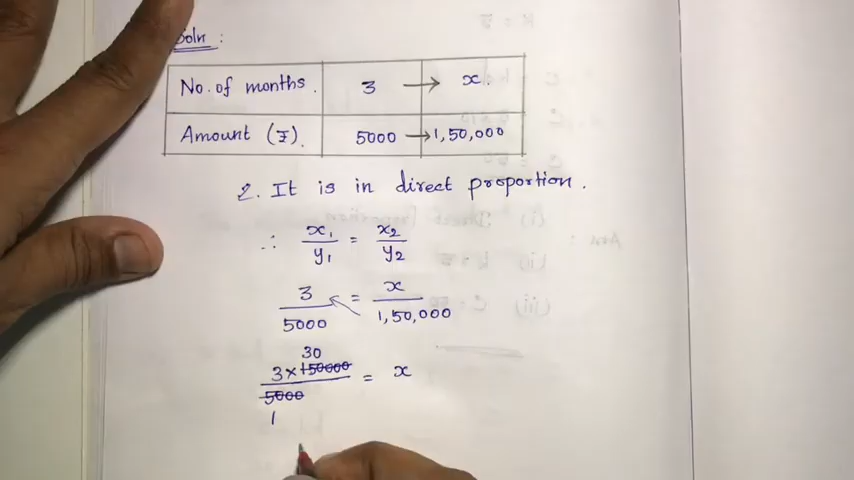 Soln :
No. of months. 3 → x.
Amount (₹). 5000 → 1,50,000
2. It is in direct proportion.
∴ x₁/y₁ = x₂/y₂
3/5000 = x/1,50,000
30
3 × 150000 / 5000 = x
1